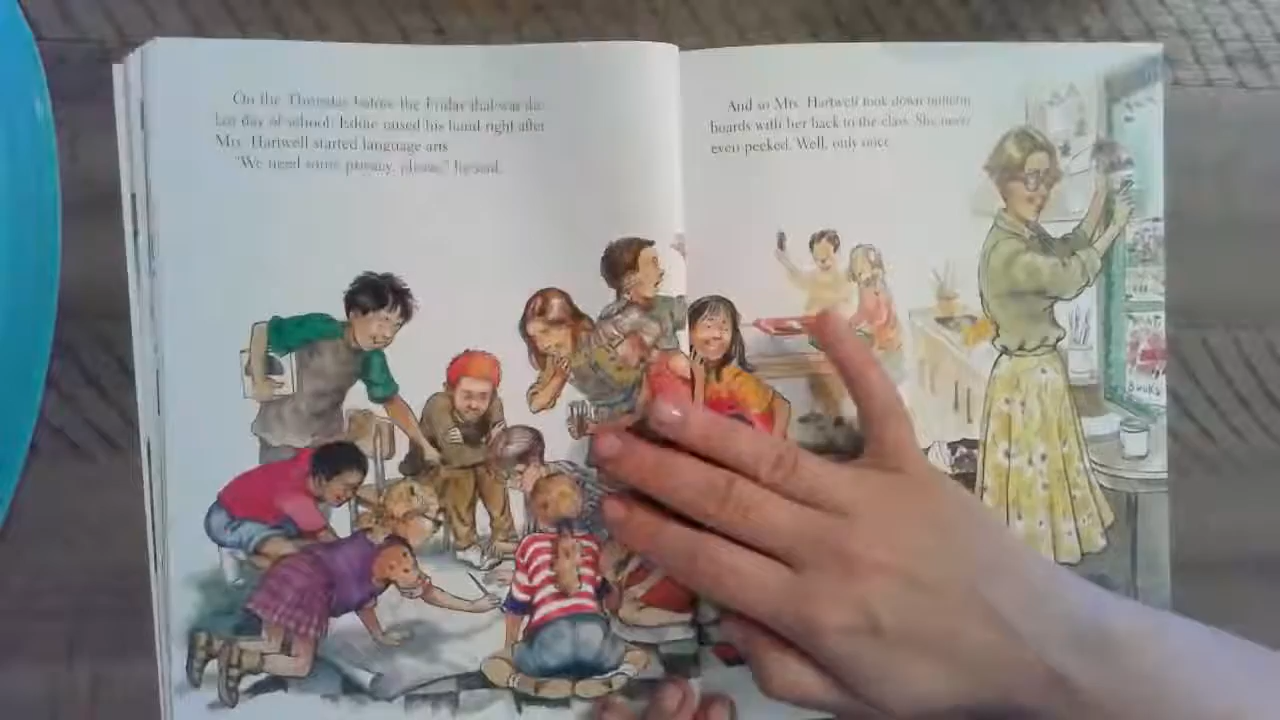 On the Thursday before the Friday that was the
last day of school, Eddie raised his hand right after
Mrs. Hartwell started language arts.
"We need some privacy, please," he said.
And so Mrs. Hartwell took down bulletin
boards with her back to the class. She never
even peeked. Well, only once.
BOOKS